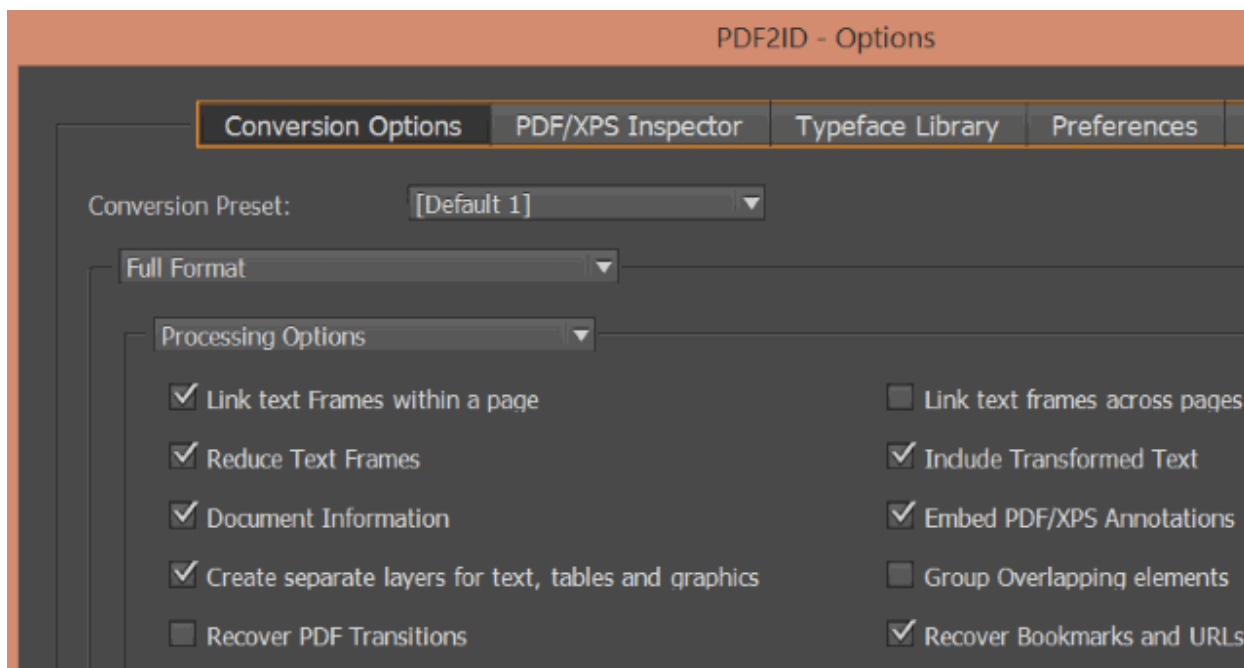 PDF2ID - Options
Conversion Options PDF/XPS Inspector Typeface Library Preferences
Conversion Preset: [Default 1]
Full Format
Processing Options
Link text Frames within a page Link text frames across pages
Reduce Text Frames Include Transformed Text
Document Information Embed PDF/XPS Annotations
Create separate layers for text, tables and graphics Group Overlapping elements
Recover PDF Transitions Recover Bookmarks and URLs